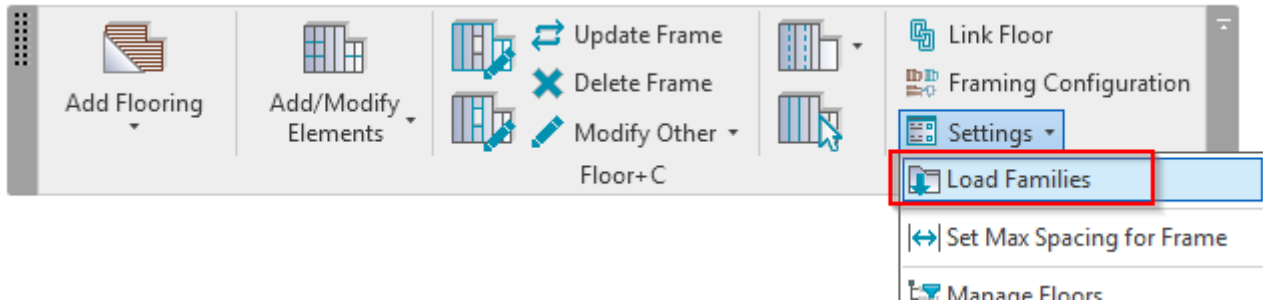 Add Flooring
Add/Modify
Elements
Update Frame
Delete Frame
Modify Other
Floor+C
Link Floor
Framing Configuration
Settings
Load Families
Set Max Spacing for Frame
Manage Floors